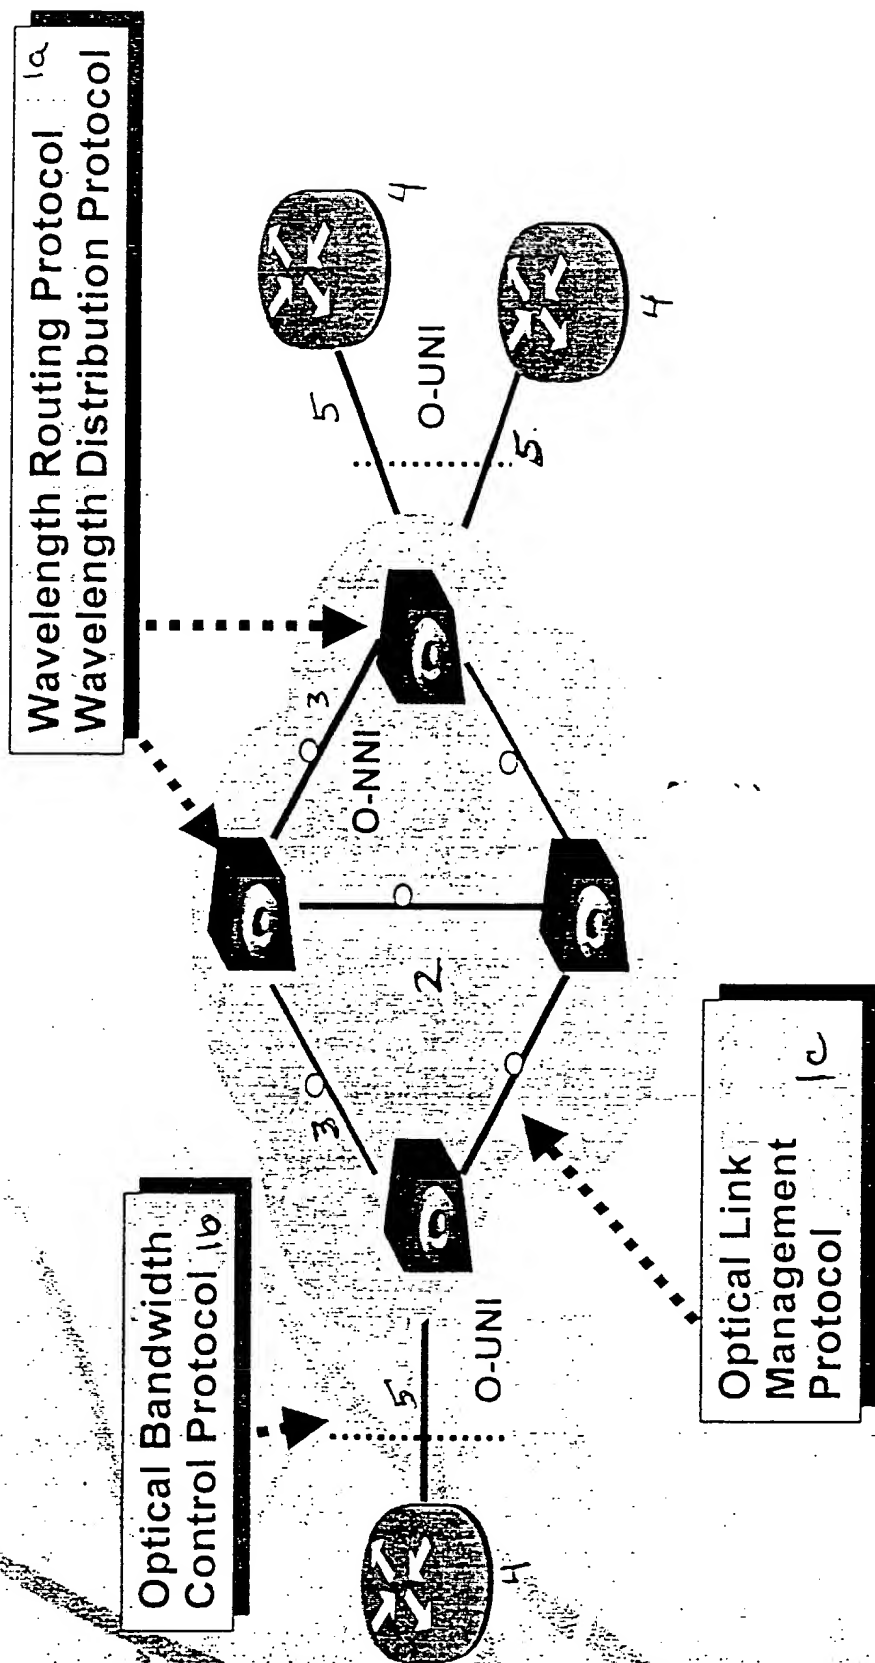 Wavelength Routing Protocol 1a
Wavelength Distribution Protocol
Optical Bandwidth
Control Protocol 1b
4
5
O-UNI
3
3
O-NNI
2
5
O-UNI
5
4
4
Optical Link
Management
Protocol 1c